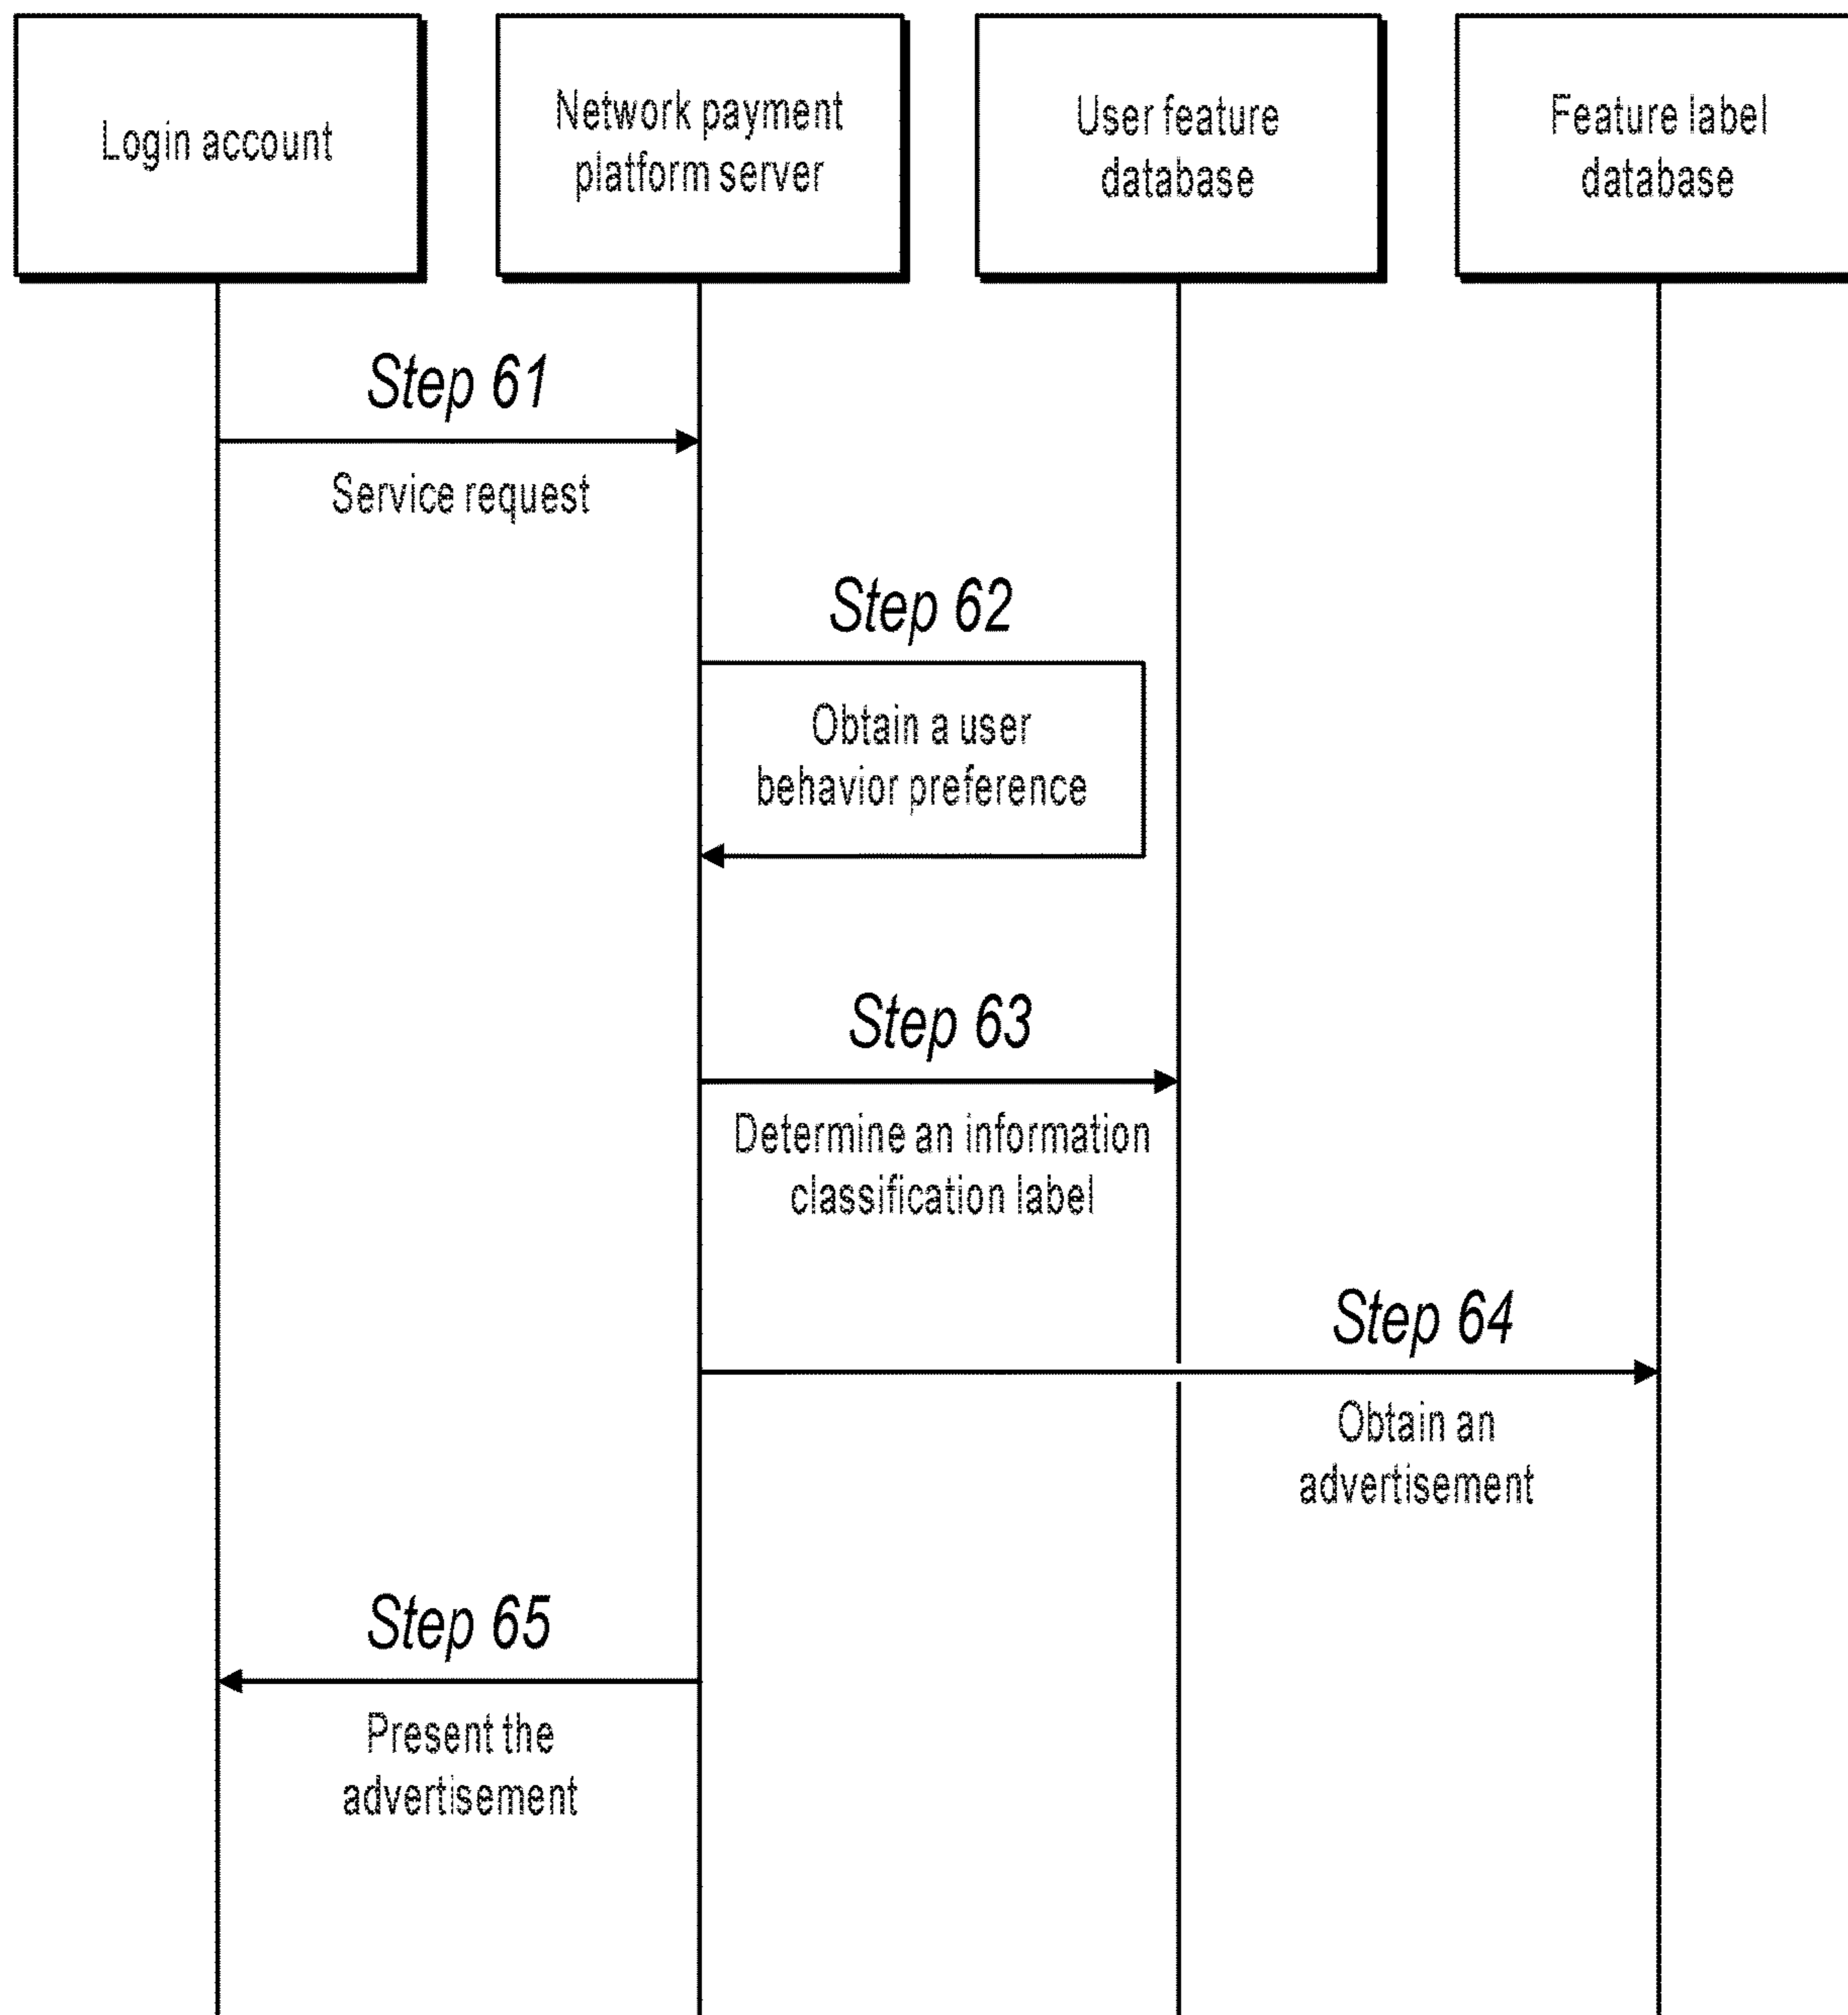 Login account
Network payment
platform server
User feature
database
Feature label
database
Step 61
Service request
Step 62
Obtain a user
behavior preference
Step 63
Determine an information
classification label
Step 64
Obtain an
advertisement
Step 65
Present the
advertisement